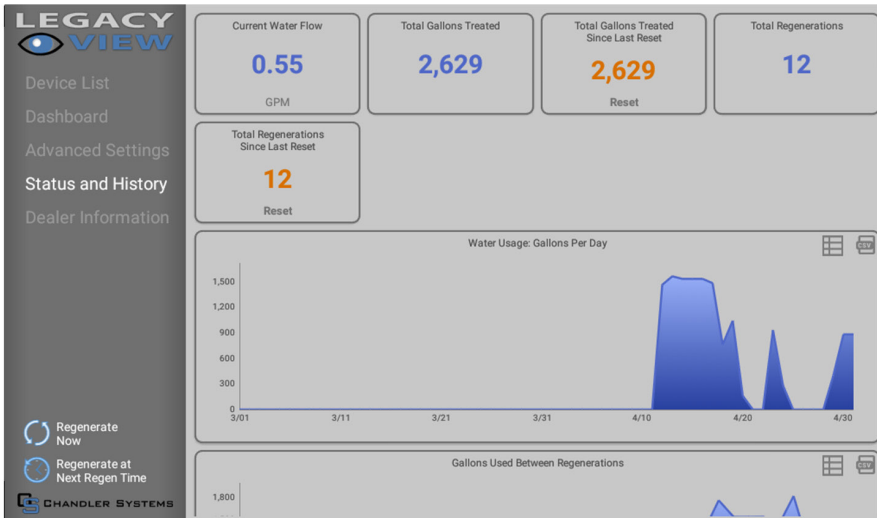 LEGACY
VIEW
Device List
Dashboard
Advanced Settings
Status and History
Dealer Information
Regenerate
Now
Regenerate at
Next Regen Time
CS CHANDLER SYSTEMS
Current Water Flow
0.55
GPM
Total Gallons Treated
2,629
Total Gallons Treated
Since Last Reset
2,629
Reset
Total Regenerations
12
Total Regenerations
Since Last Reset
12
Reset
Water Usage: Gallons Per Day
CSV
1,500
1,200
900
600
300
0
3/01 3/11 3/21 3/31 4/10 4/20 4/30
Gallons Used Between Regenerations
CSV
1,800